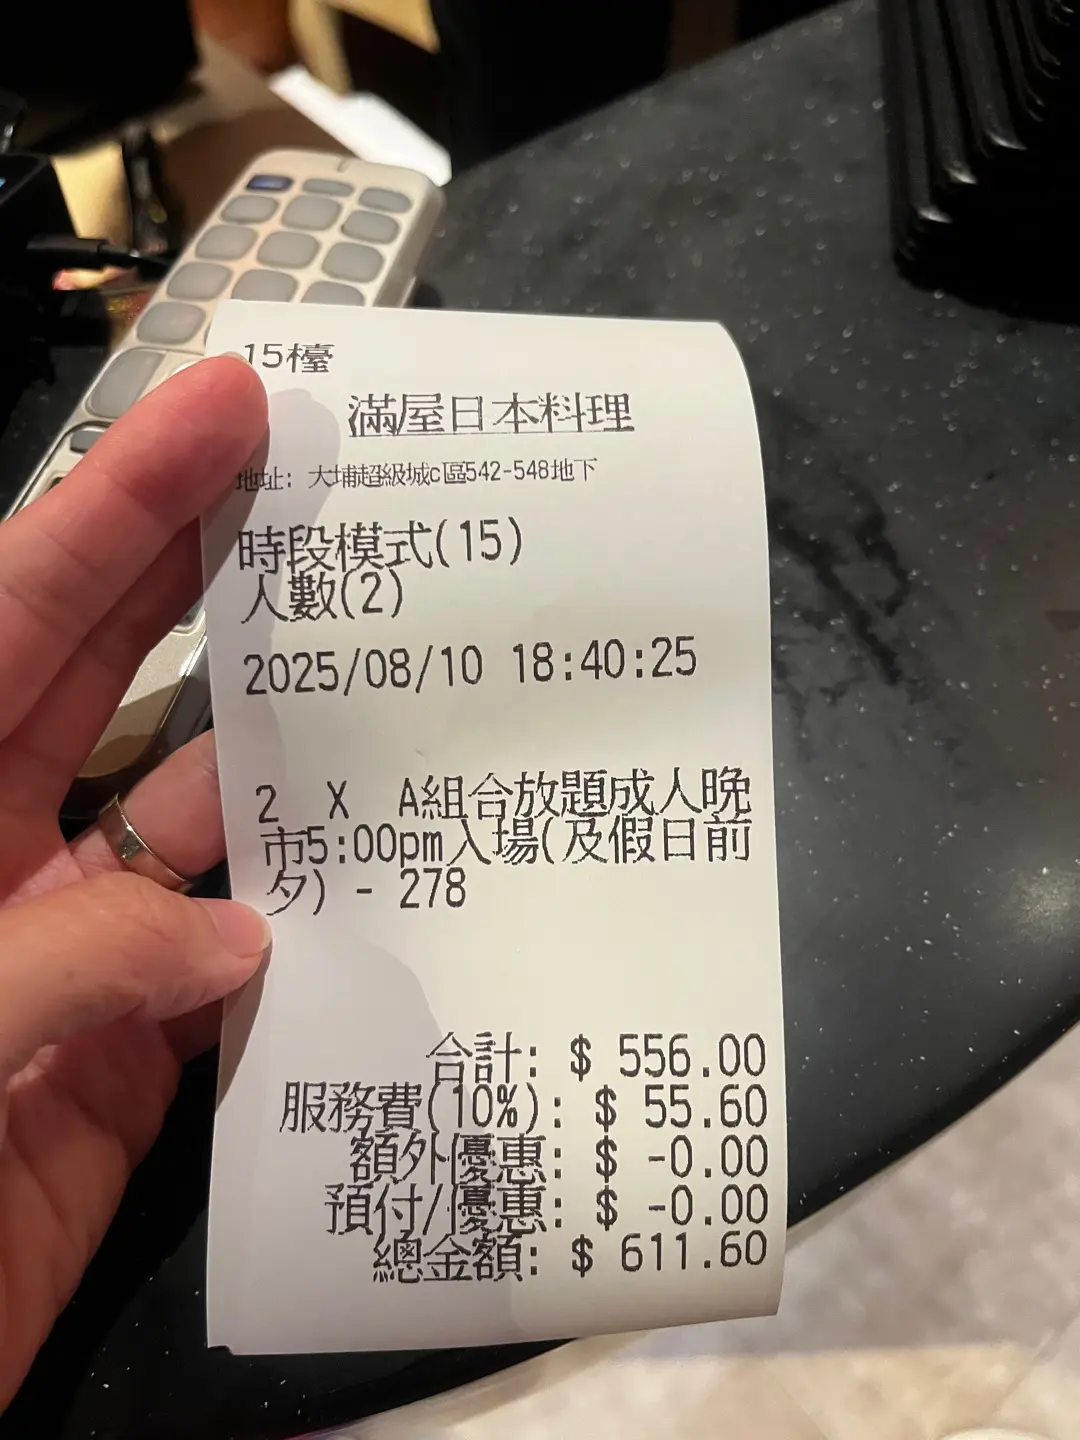 15檯
滿屋日本料理
地址: 大埔超級城c區542-548地下
時段模式(15)
人數(2)
2025/08/10 18:40:25
2 X A組合放題成人晚
市5:00pm入場(及假日前
夕) - 278
合計: $ 556.00
服務費(10%): $ 55.60
額外優惠: $ -0.00
預付/優惠: $ -0.00
總金額: $ 611.60